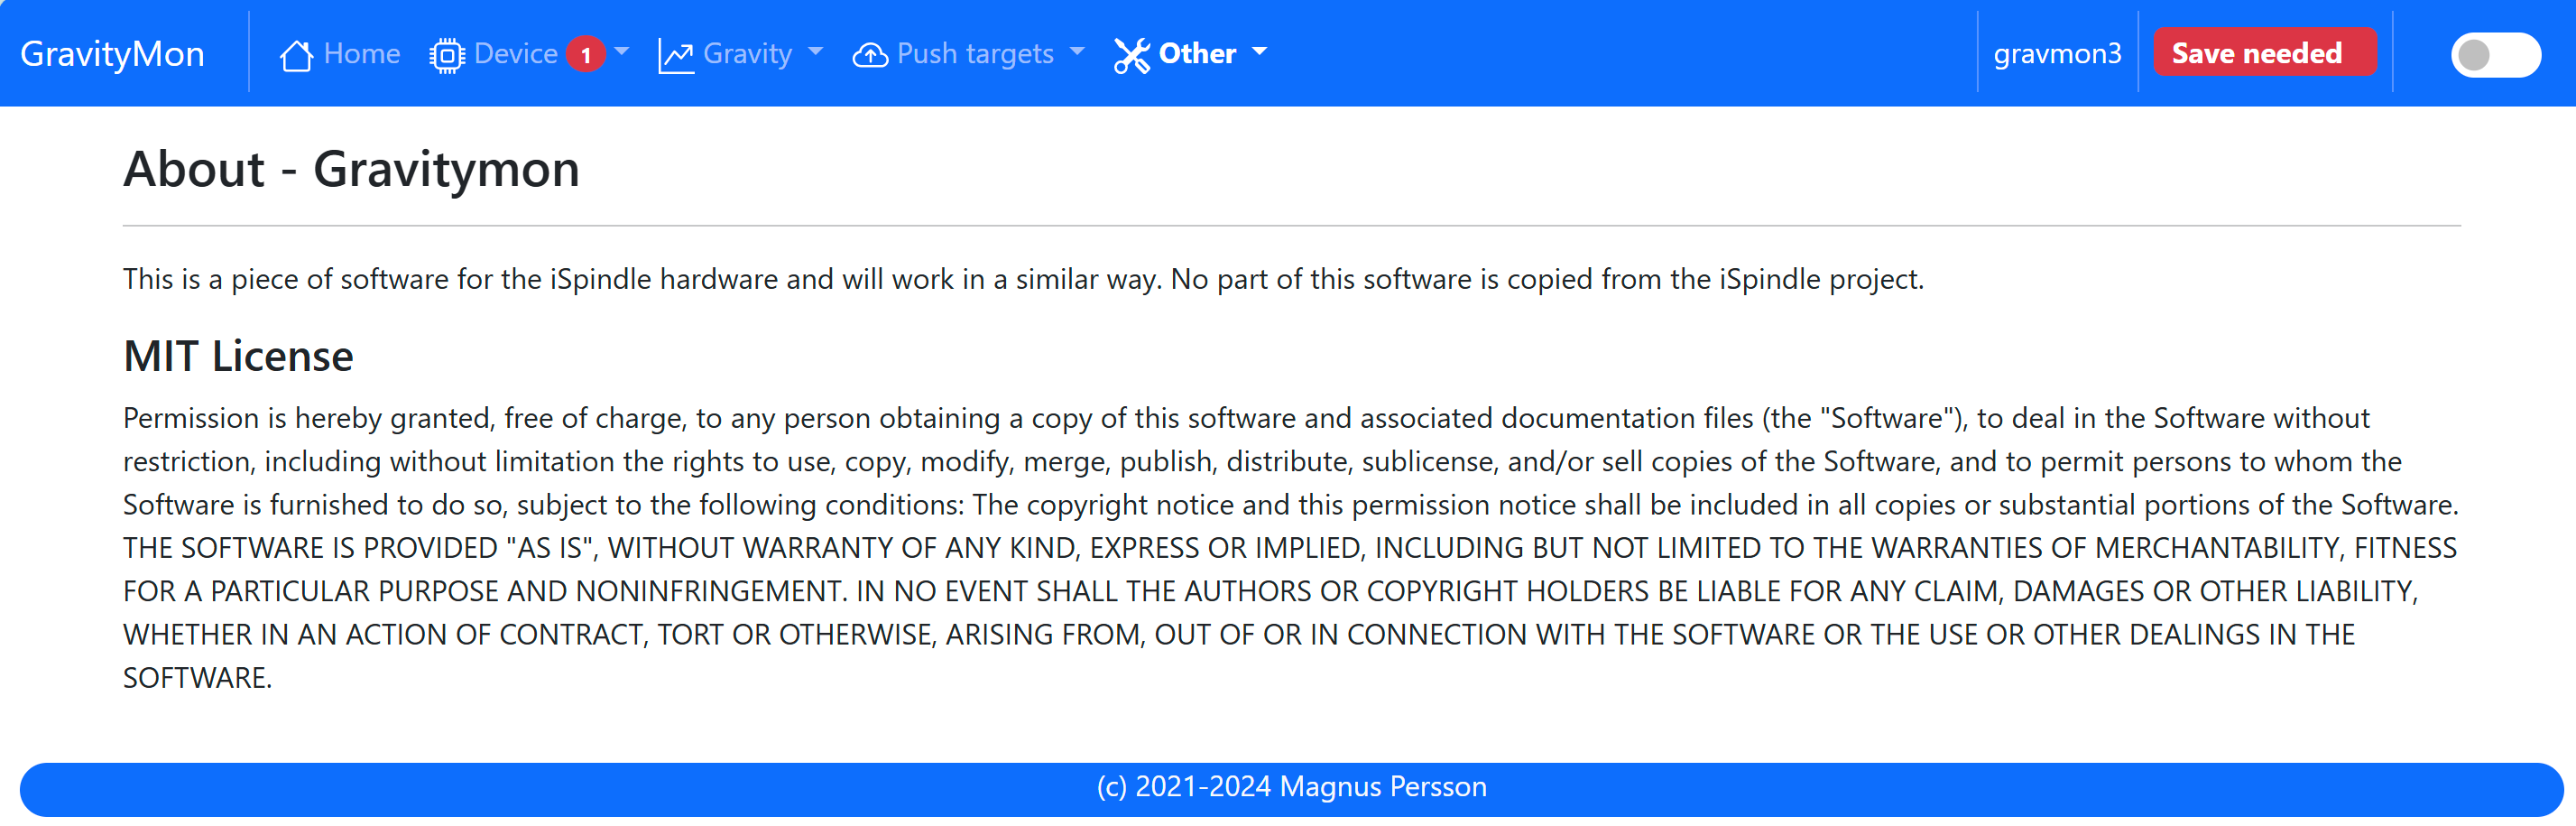 GravityMon Home Device 1 Gravity Push targets Other gravmon3 Save needed
About - Gravitymon
This is a piece of software for the iSpindle hardware and will work in a similar way. No part of this software is copied from the iSpindle project.
MIT License
Permission is hereby granted, free of charge, to any person obtaining a copy of this software and associated documentation files (the "Software"), to deal in the Software without
restriction, including without limitation the rights to use, copy, modify, merge, publish, distribute, sublicense, and/or sell copies of the Software, and to permit persons to whom the
Software is furnished to do so, subject to the following conditions: The copyright notice and this permission notice shall be included in all copies or substantial portions of the Software.
THE SOFTWARE IS PROVIDED "AS IS", WITHOUT WARRANTY OF ANY KIND, EXPRESS OR IMPLIED, INCLUDING BUT NOT LIMITED TO THE WARRANTIES OF MERCHANTABILITY, FITNESS
FOR A PARTICULAR PURPOSE AND NONINFRINGEMENT. IN NO EVENT SHALL THE AUTHORS OR COPYRIGHT HOLDERS BE LIABLE FOR ANY CLAIM, DAMAGES OR OTHER LIABILITY,
WHETHER IN AN ACTION OF CONTRACT, TORT OR OTHERWISE, ARISING FROM, OUT OF OR IN CONNECTION WITH THE SOFTWARE OR THE USE OR OTHER DEALINGS IN THE
SOFTWARE.
(c) 2021-2024 Magnus Persson